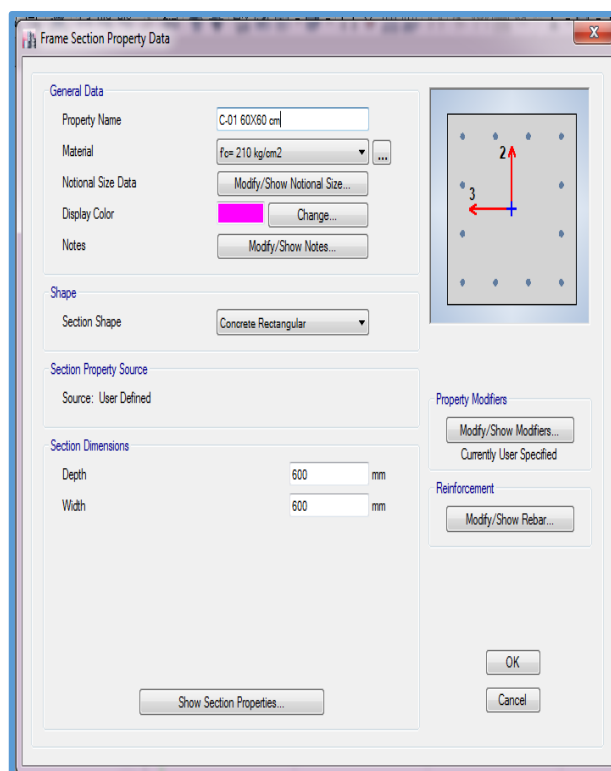 Frame Section Property Data
X
General Data
Property Name
C-01 60X60 cm
Material
f'c= 210 kg/cm2
...
Notional Size Data
Modify/Show Notional Size...
Display Color
Change...
Notes
Modify/Show Notes...
2
3
Shape
Section Shape
Concrete Rectangular
Section Property Source
Source: User Defined
Property Modifiers
Modify/Show Modifiers...
Currently User Specified
Section Dimensions
Depth
600
mm
Width
600
mm
Reinforcement
Modify/Show Rebar...
Show Section Properties...
OK
Cancel